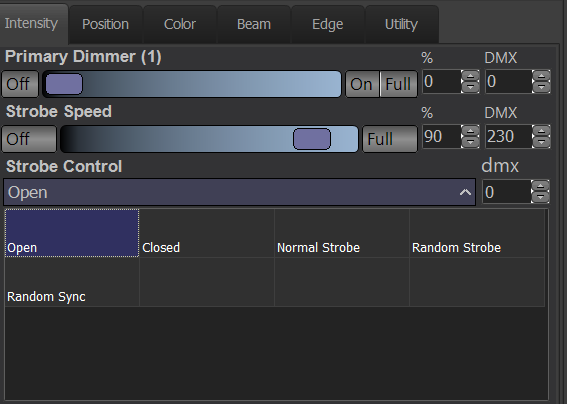 Intensity Position Color Beam Edge Utility
Primary Dimmer (1) % DMX
Off On Full 0 0
Strobe Speed % DMX
Off Full 90 230
Strobe Control dmx
Open 0
Open Closed Normal Strobe Random Strobe
Random Sync